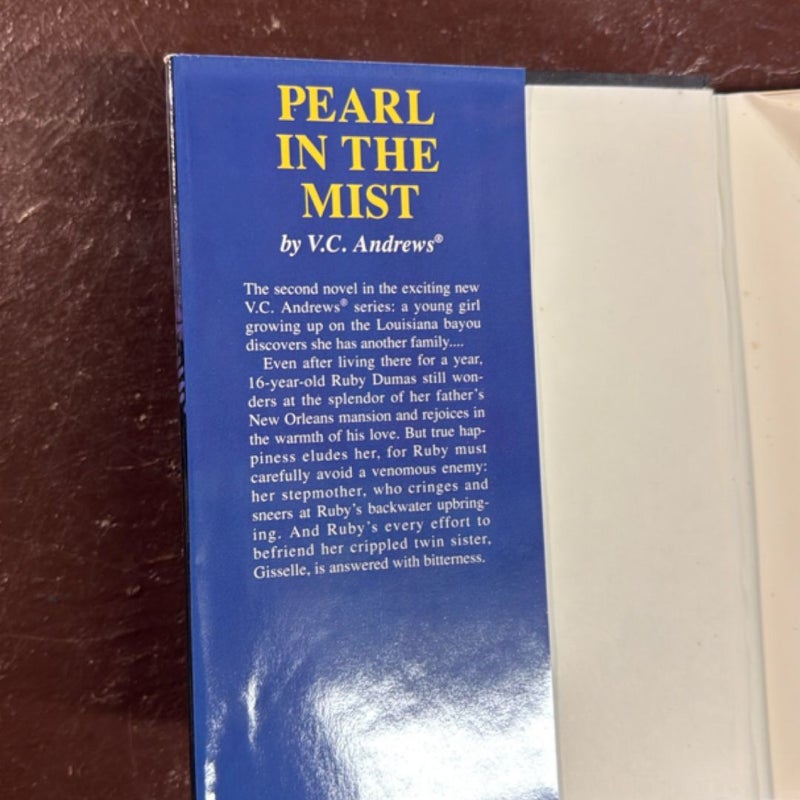 PEARL
IN THE
MIST
by V.C. Andrews®
The second novel in the exciting new
V.C. Andrews® series: a young girl
growing up on the Louisiana bayou
discovers she has another family....
Even after living there for a year,
16-year-old Ruby Dumas still won-
ders at the splendor of her father's
New Orleans mansion and rejoices in
the warmth of his love. But true hap-
piness eludes her, for Ruby must
carefully avoid a venomous enemy:
her stepmother, who cringes and
sneers at Ruby's backwater upbring-
ing. And Ruby's every effort to
befriend her crippled twin sister,
Gisselle, is answered with bitterness.